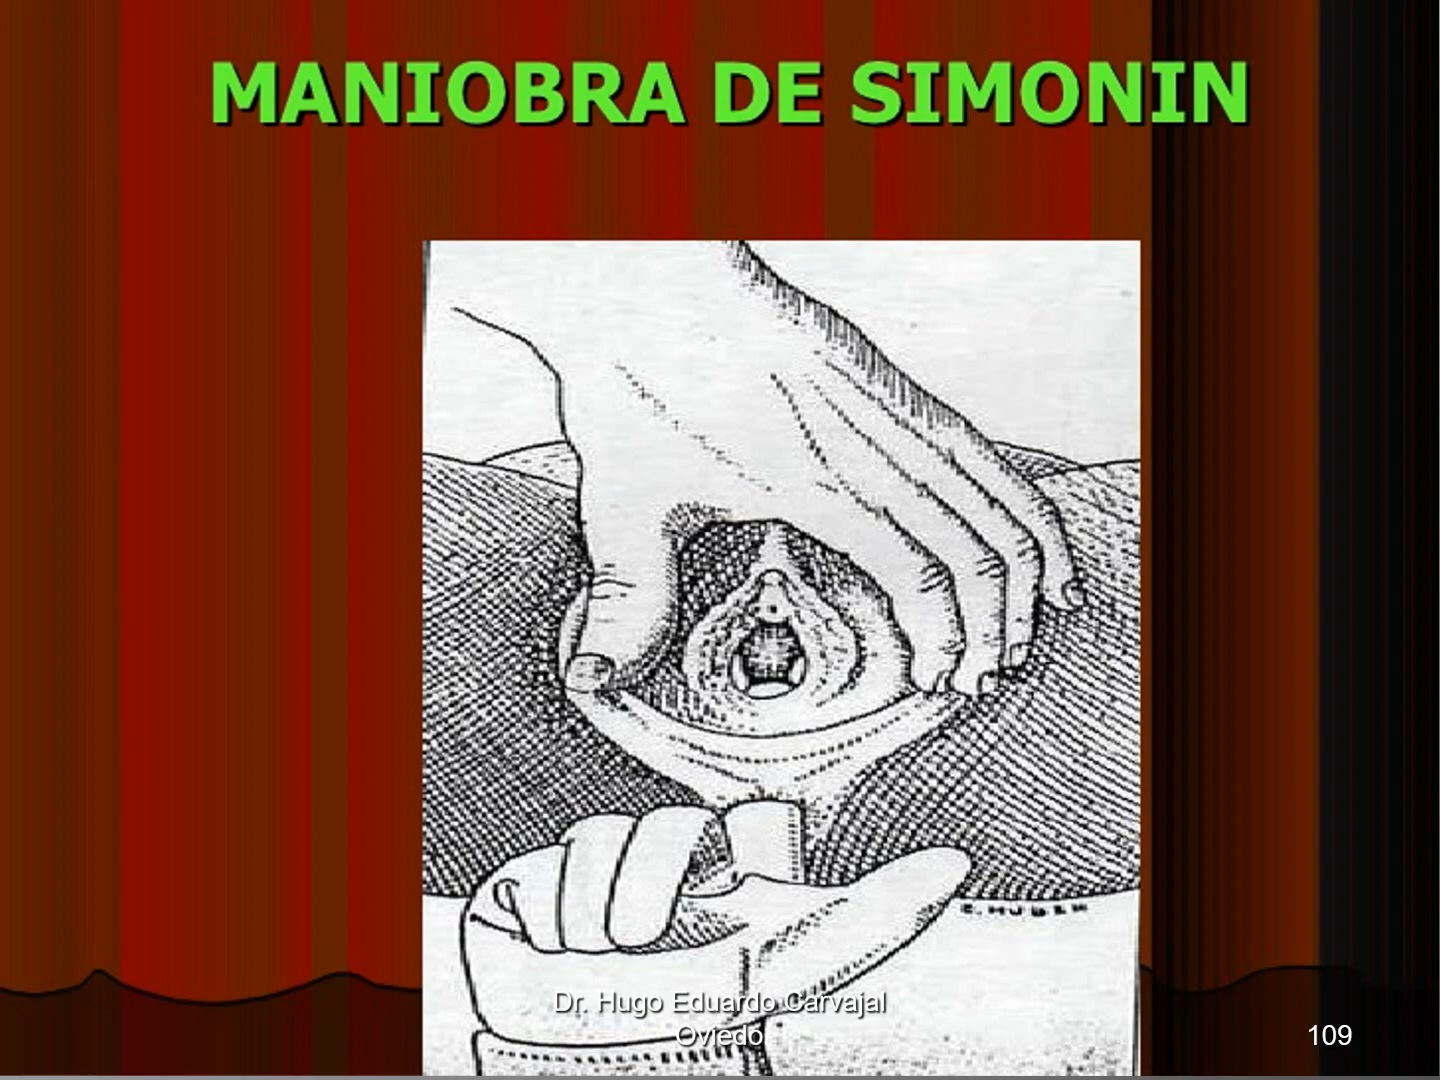 MANIOBRA DE SIMONIN
E. HUBER
Dr. Hugo Eduardo Carvajal
Oviedo
109